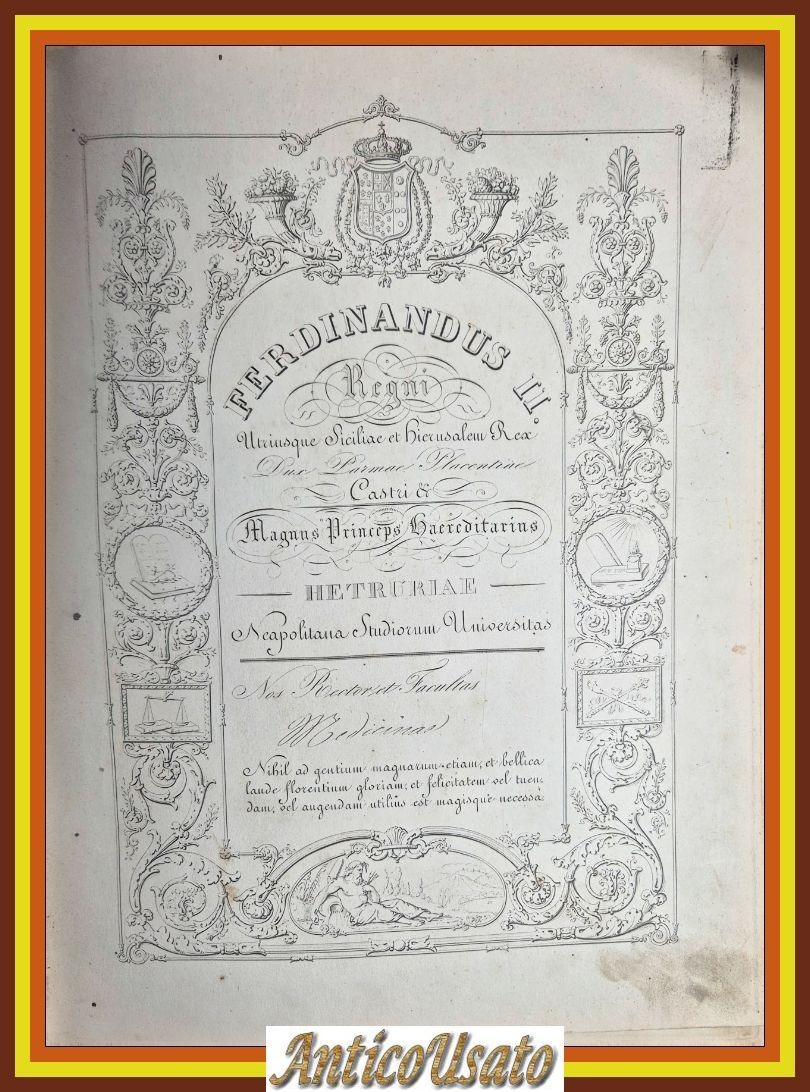 FERDINANDUS II.
Regni
Utriusque Siciliae et Hierusalem Rex
Dux Parmae Placentiae
Castri &
Magnus Princeps Haereditarius
HETRURIAE
Neapolitana Studiorum Universitas
Nos Rector, et Facultas
Medicinas
Nihil ad gentium magnarum etiam, et bellica
laude florentium gloriam, et felicitatem vel tuen-
dam, vel augendam utilius est magisque necessa-
AnticoUsato